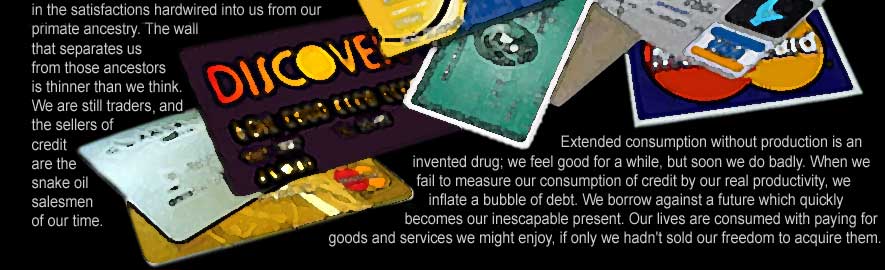 in the satisfactions hardwired into us from our
primate ancestry. The wall
that separates us
from those ancestors
is thinner than we think.
We are still traders, and
the sellers of
credit
are the
snake oil
salesmen
of our time.
DISCOVE
Extended consumption without production is an
invented drug; we feel good for a while, but soon we do badly. When we
fail to measure our consumption of credit by our real productivity, we
inflate a bubble of debt. We borrow against a future which quickly
becomes our inescapable present. Our lives are consumed with paying for
goods and services we might enjoy, if only we hadn't sold our freedom to acquire them.